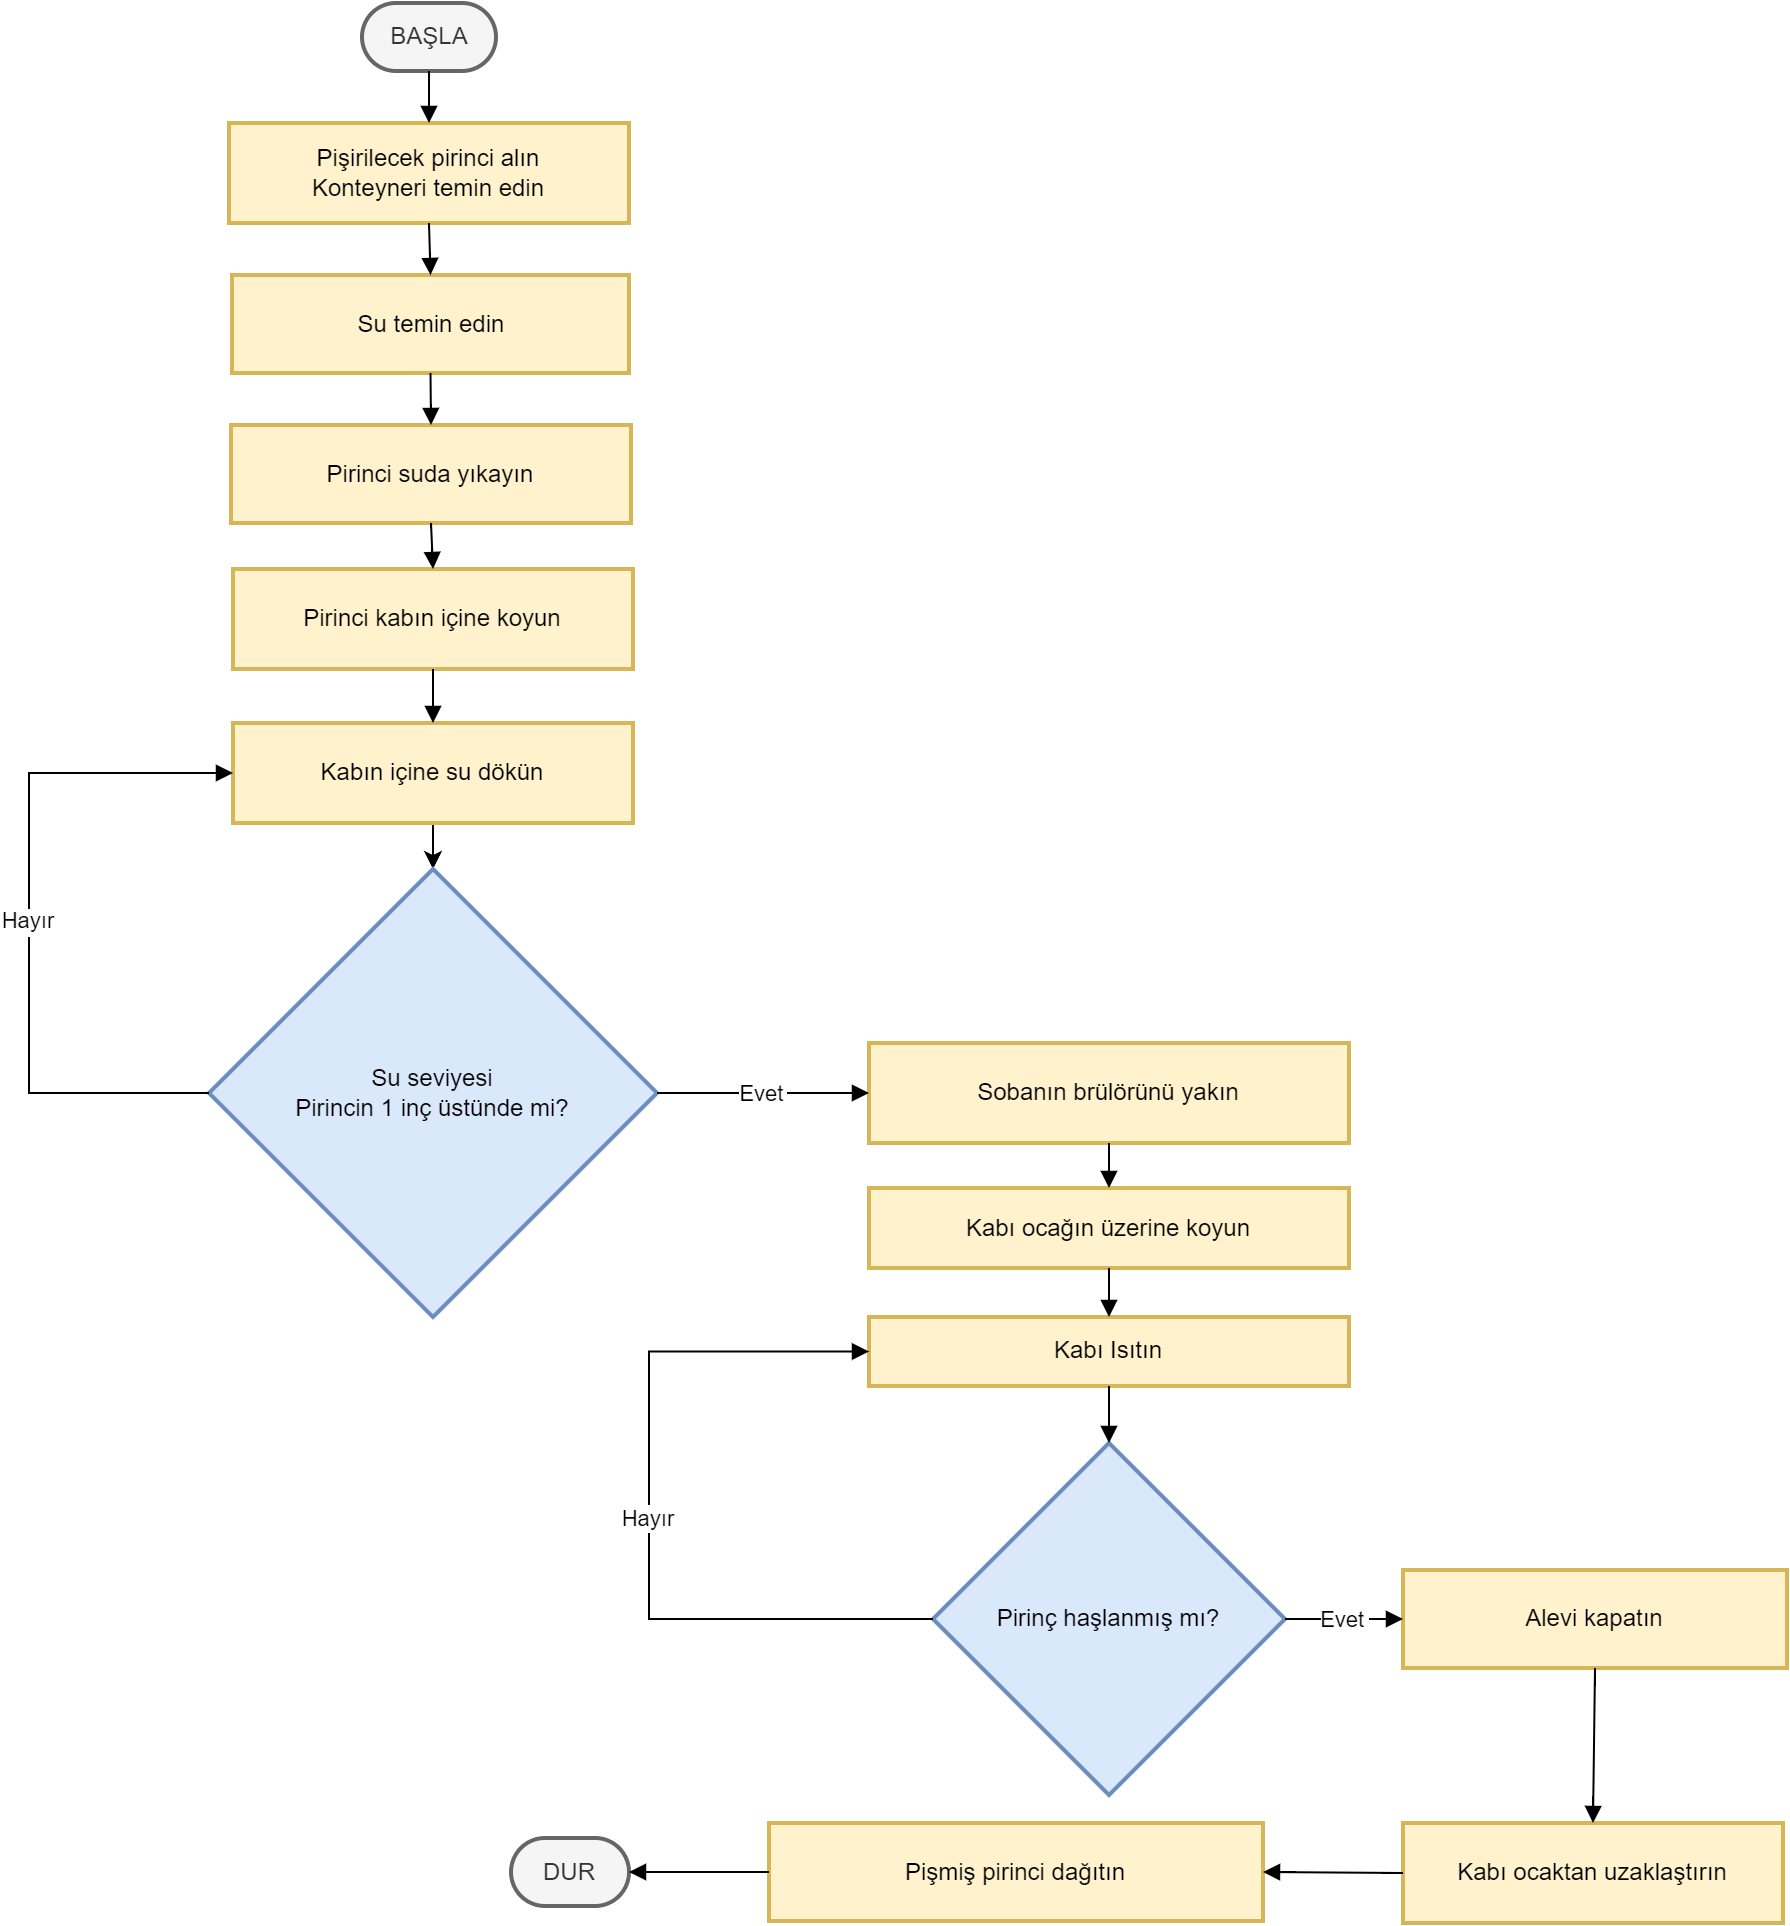 BAŞLA
Pişirilecek pirinci alın
Konteyneri temin edin
Su temin edin
Pirinci suda yıkayın
Pirinci kabın içine koyun
Kabın içine su dökün
Hayır
Su seviyesi
Pirincin 1 inç üstünde mi?
Evet
Sobanın brülörünü yakın
Kabı ocağın üzerine koyun
Kabı Isıtın
Hayır
Pirinç haşlanmış mı?
Evet
Alevi kapatın
Kabı ocaktan uzaklaştırın
Pişmiş pirinci dağıtın
DUR